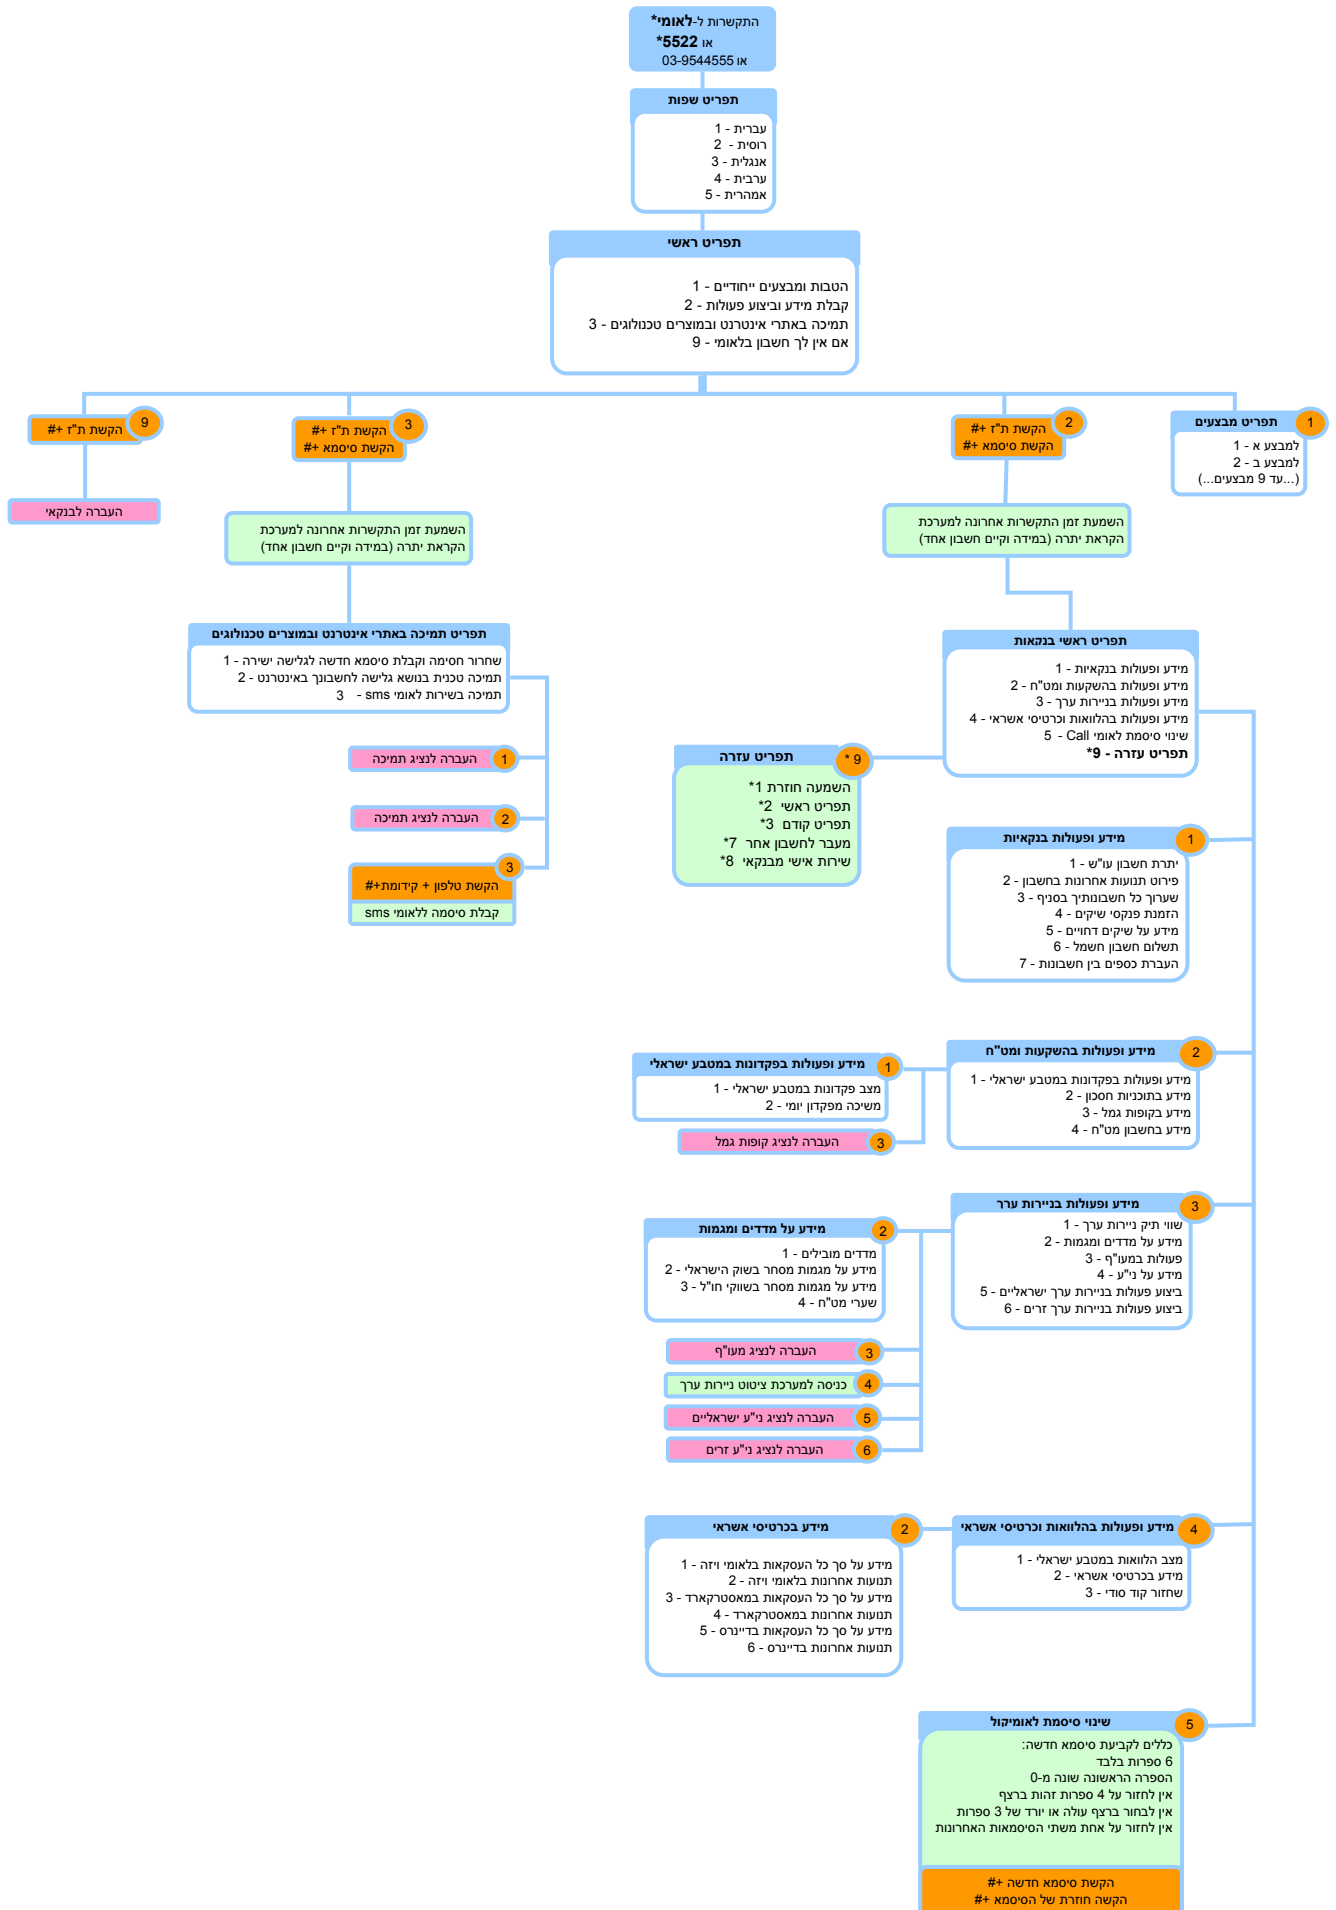 התקשרות ל-לאומי*
או 5522*
או 03-9544555
תפריט שפות
עברית - 1
רוסית - 2
אנגלית - 3
ערבית - 4
אמהרית - 5
תפריט ראשי
הטבות ומבצעים ייחודיים - 1
קבלת מידע וביצוע פעולות - 2
תמיכה באתרי אינטרנט ובמוצרים טכנולוגים - 3
אם אין לך חשבון בלאומי - 9
1
תפריט מבצעים
למבצע א - 1
למבצע ב - 2
(...עד 9 מבצעים...)
2
הקשת ת"ז +#
הקשת סיסמא +#
השמעת זמן התקשרות אחרונה למערכת
הקראת יתרה (במידה וקיים חשבון אחד)
3
הקשת ת"ז +#
הקשת סיסמא +#
השמעת זמן התקשרות אחרונה למערכת
הקראת יתרה (במידה וקיים חשבון אחד)
9
הקשת ת"ז +#
העברה לבנקאי
תפריט ראשי בנקאות
מידע ופעולות בנקאיות - 1
מידע ופעולות בהשקעות ומט"ח - 2
מידע ופעולות בניירות ערך - 3
מידע ופעולות בהלוואות וכרטיסי אשראי - 4
שינוי סיסמת לאומי Call - 5
תפריט עזרה - 9*
9 *
תפריט עזרה
השמעה חוזרת 1*
תפריט ראשי 2*
תפריט קודם 3*
מעבר לחשבון אחר 7*
שירות אישי מבנקאי 8*
תפריט תמיכה באתרי אינטרנט ובמוצרים טכנולוגים
שחרור חסימה וקבלת סיסמא חדשה לגלישה ישירה - 1
תמיכה טכנית בנושא גלישה לחשבונך באינטרנט - 2
תמיכה בשירות לאומי sms - 3
1
העברה לנציג תמיכה
2
העברה לנציג תמיכה
3
הקשת טלפון + קידומת+#
קבלת סיסמה ללאומי sms
1
מידע ופעולות בנקאיות
יתרת חשבון עו"ש - 1
פירוט תנועות אחרונות בחשבון - 2
שערוך כל חשבונותיך בסניף - 3
הזמנת פנקסי שיקים - 4
מידע על שיקים דחויים - 5
תשלום חשבון חשמל - 6
העברת כספים בין חשבונות - 7
2
מידע ופעולות בהשקעות ומט"ח
מידע ופעולות בפקדונות במטבע ישראלי - 1
מידע בתוכניות חסכון - 2
מידע בקופות גמל - 3
מידע בחשבון מט"ח - 4
1
מידע ופעולות בפקדונות במטבע ישראלי
מצב פקדונות במטבע ישראלי - 1
משיכה מפקדון יומי - 2
3
העברה לנציג קופות גמל
3
מידע ופעולות בניירות ערר
שווי תיק ניירות ערך - 1
מידע על מדדים ומגמות - 2
פעולות במעו"ף - 3
מידע על ני"ע - 4
ביצוע פעולות בניירות ערך ישראליים - 5
ביצוע פעולות בניירות ערך זרים - 6
2
מידע על מדדים ומגמות
מדדים מובילים - 1
מידע על מגמות מסחר בשוק הישראלי - 2
מידע על מגמות מסחר בשווקי חו"ל - 3
שערי מט"ח - 4
3
העברה לנציג מעו"ף
4
כניסה למערכת ציטוט ניירות ערך
5
העברה לנציג ני"ע ישראליים
6
העברה לנציג ני"ע זרים
4
מידע ופעולות בהלוואות וכרטיסי אשראי
מצב הלוואות במטבע ישראלי - 1
מידע בכרטיסי אשראי - 2
שחזור קוד סודי - 3
2
מידע בכרטיסי אשראי
מידע על סך כל העסקאות בלאומי ויזה - 1
תנועות אחרונות בלאומי ויזה - 2
מידע על סך כל העסקאות במאסטרקארד - 3
תנועות אחרונות במאסטרקארד - 4
מידע על סך כל העסקאות בדיינרס - 5
תנועות אחרונות בדיינרס - 6
5
שינוי סיסמת לאומיקול
כללים לקביעת סיסמא חדשה:
6 ספרות בלבד
הספרה הראשונה שונה מ-0
אין לחזור על 4 ספרות זהות ברצף
אין לבחור ברצף עולה או יורד של 3 ספרות
אין לחזור על אחת משתי הסיסמאות האחרונות
הקשת סיסמא חדשה +#
הקשה חוזרת של הסיסמא +#